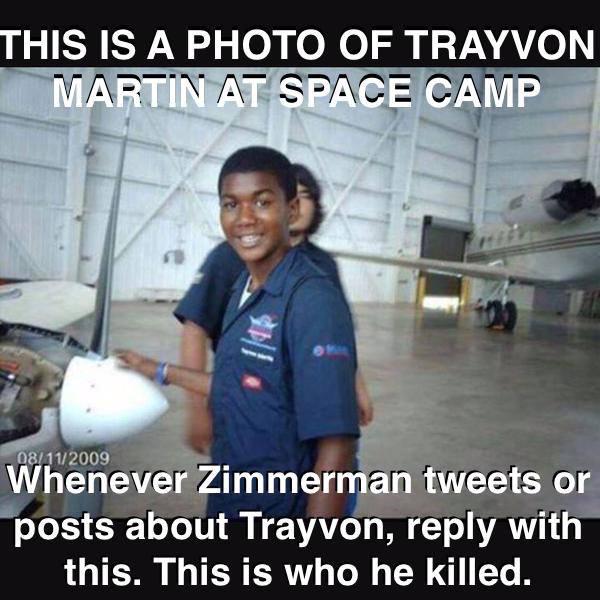 THIS IS A PHOTO OF TRAYVON
MARTIN AT SPACE CAMP
08/11/2009
Whenever Zimmerman tweets or
posts about Trayvon, reply with
this. This is who he killed.